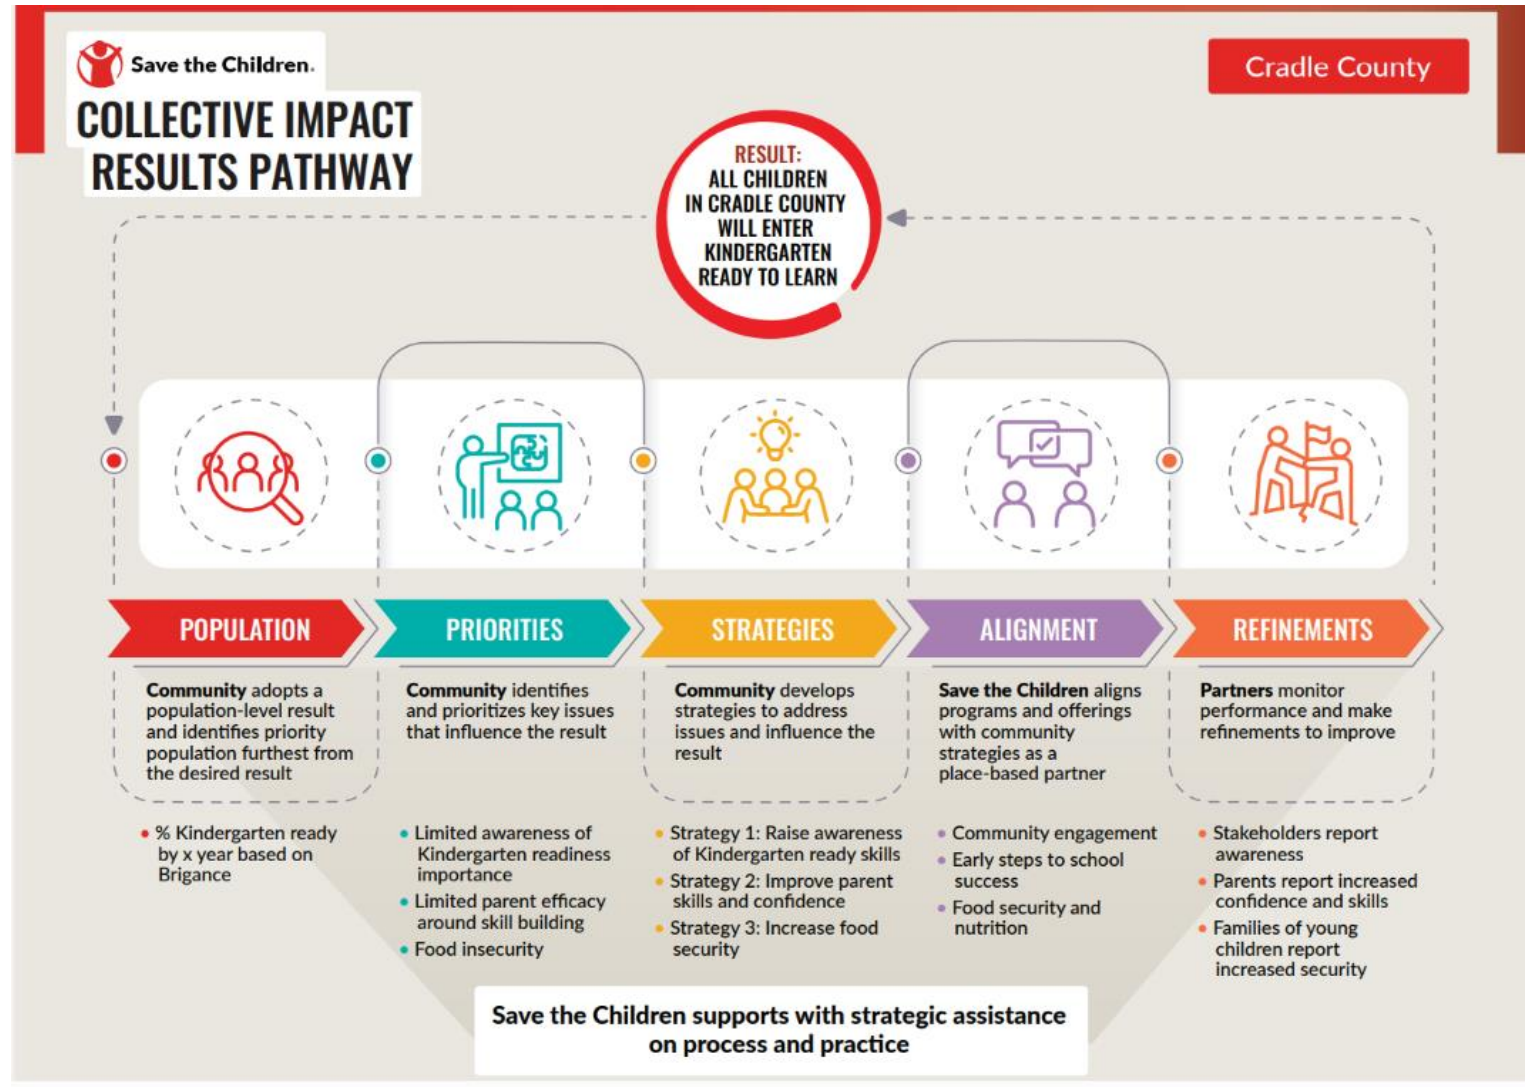 Save the Children.
COLLECTIVE IMPACT
RESULTS PATHWAY
Cradle County
RESULT:
ALL CHILDREN
IN CRADLE COUNTY
WILL ENTER
KINDERGARTEN
READY TO LEARN
POPULATION
Community adopts a
population-level result
and identifies priority
population furthest from
the desired result
• % Kindergarten ready
by x year based on
Brigance
PRIORITIES
Community identifies
and prioritizes key issues
that influence the result
• Limited awareness of
Kindergarten readiness
importance
• Limited parent efficacy
around skill building
• Food insecurity
STRATEGIES
Community develops
strategies to address
issues and influence the
result
• Strategy 1: Raise awareness
of Kindergarten ready skills
• Strategy 2: Improve parent
skills and confidence
• Strategy 3: Increase food
security
ALIGNMENT
Save the Children aligns
programs and offerings
with community
strategies as a
place-based partner
• Community engagement
• Early steps to school
success
• Food security and
nutrition
REFINEMENTS
Partners monitor
performance and make
refinements to improve
• Stakeholders report
awareness
• Parents report increased
confidence and skills
• Families of young
children report
increased security
Save the Children supports with strategic assistance
on process and practice